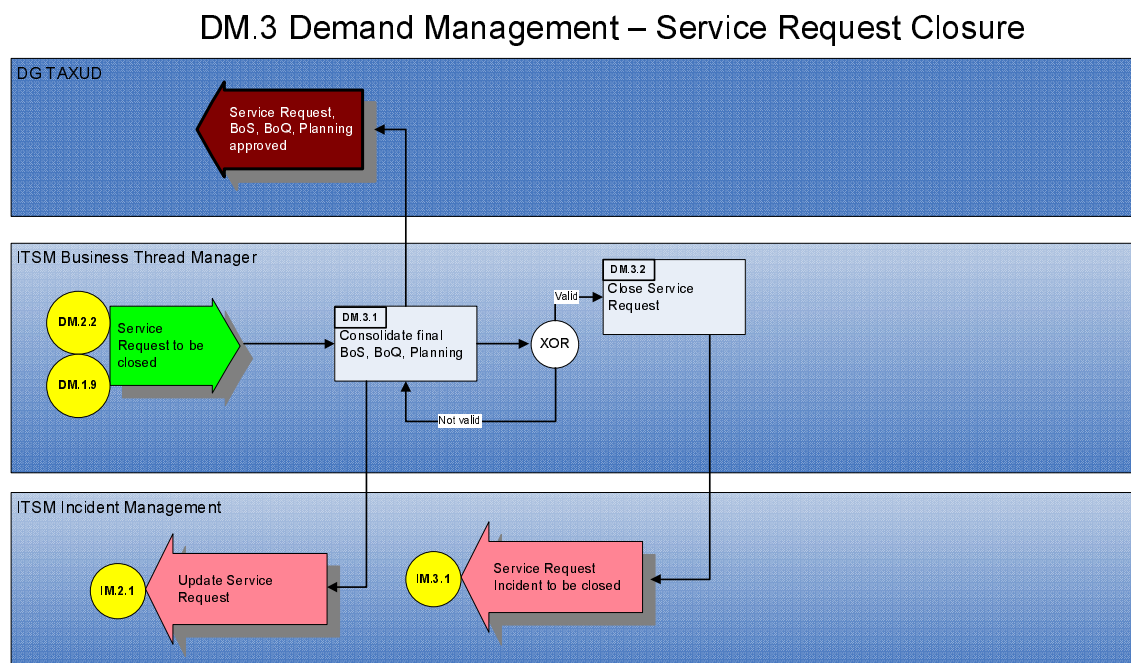 DM.3 Demand Management – Service Request Closure
DG TAXUD
Service Request,
BoS, BoQ, Planning
approved
ITSM Business Thread Manager
DM.2.2
DM.1.9
Service
Request to be
closed
DM.3.1
Consolidate final
BoS, BoQ, Planning
XOR
Valid
Not valid
DM.3.2
Close Service
Request
ITSM Incident Management
IM.2.1
Update Service
Request
IM.3.1
Service Request
Incident to be closed